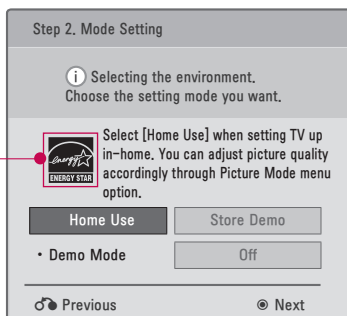 Step 2. Mode Setting
i Selecting the environment.
Choose the setting mode you want.
energy
ENERGY STAR
Select [Home Use] when setting TV up
in-home. You can adjust picture quality
accordingly through Picture Mode menu
option.
Home Use
Store Demo
• Demo Mode
Off
Previous
Next